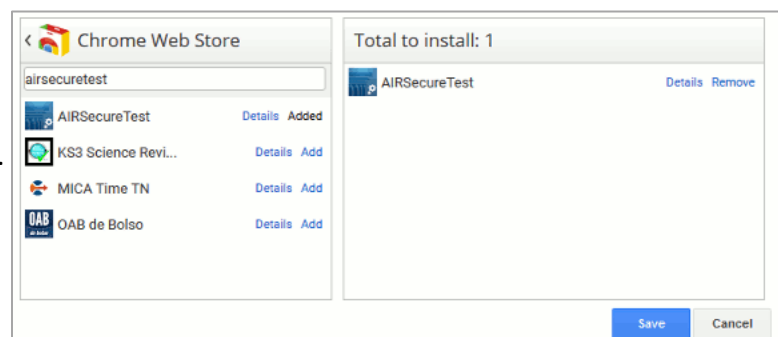 Chrome Web Store
airsecuretest
AIRSecureTest Details Added
KS3 Science Revi... Details Add
MICA Time TN Details Add
OAB de Bolso Details Add
Total to install: 1
AIRSecureTest Details Remove
Save Cancel